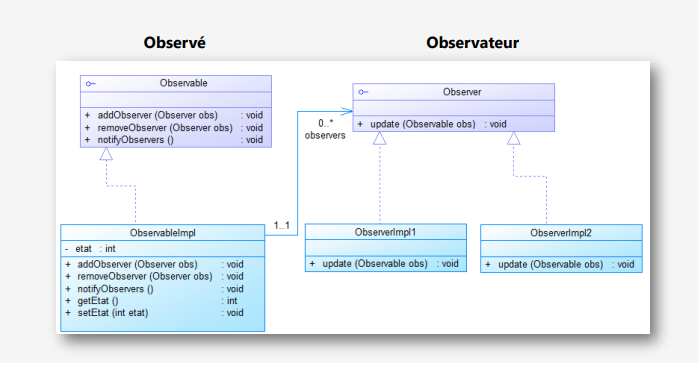 Observé
Observateur
Observable
+ addObserver (Observer obs) : void
+ removeObserver (Observer obs) : void
+ notifyObservers () : void
Observer
+ update (Observable obs) : void
0..*
observers
1..1
ObservableImpl
- etat : int
+ addObserver (Observer obs) : void
+ removeObserver (Observer obs) : void
+ notifyObservers () : void
+ getEtat () : int
+ setEtat (int etat) : void
ObserverImpl1
+ update (Observable obs) : void
ObserverImpl2
+ update (Observable obs) : void